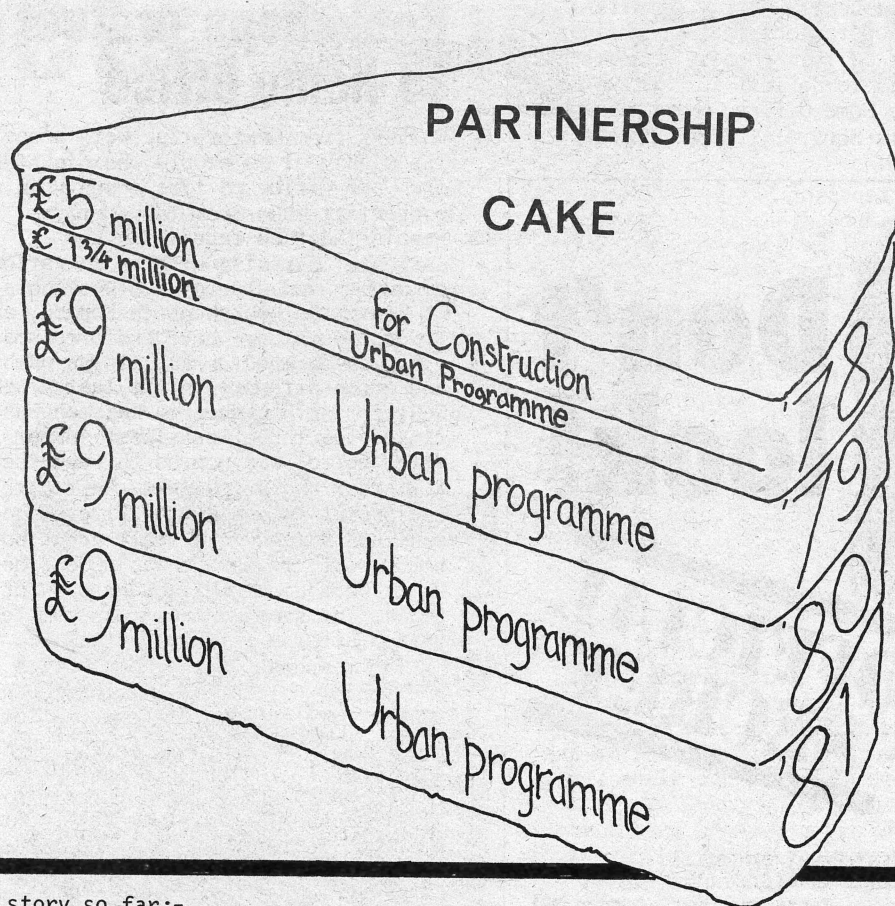 PARTNERSHIP
CAKE
£5 million for Construction '78
£ 1¾ million Urban Programme
£9 million Urban programme '79
£9 million Urban programme '80
£9 million Urban programme '81
story so far:-